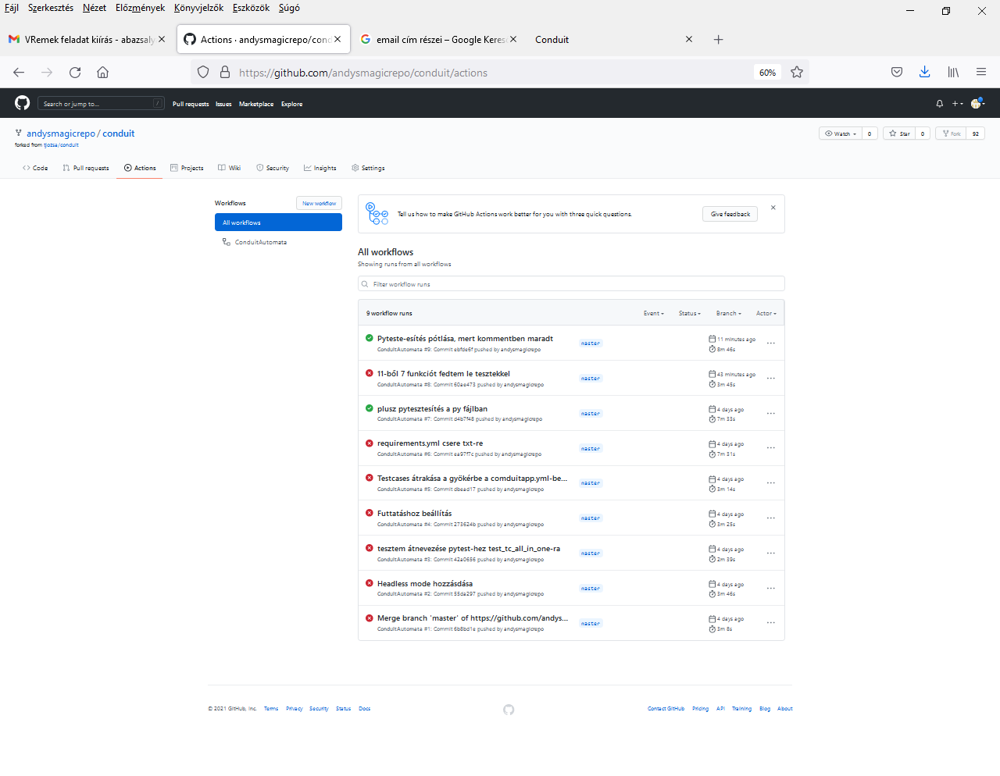 Fájl Szerkesztés Nézet Előzmények Könyvjelzők Eszközök Súgó
VRemek feladat kiírás - abazsaly
Actions · andysmagicrepo/cond
email cím részei – Google Keres
Conduit
https://github.com/andysmagicrepo/conduit/actions
60%
Search or jump to... /
Pull requests Issues Marketplace Explore
andysmagicrepo / conduit
forked from tjozsa/conduit
Watch 0 Star 0 Fork 92
Code Pull requests Actions Projects Wiki Security Insights Settings
Workflows
New workflow
All workflows
ConduitAutomata
Tell us how to make GitHub Actions work better for you with three quick questions.
Give feedback
All workflows
Showing runs from all workflows
Filter workflow runs
9 workflow runs Event Status Branch Actor
Pyteste-esítés pótlása, mert kommentben maradt
ConduitAutomata #9: Commit ebfde6f pushed by andysmagicrepo
master
11 minutes ago
8m 46s
11-ből 7 funkciót fedtem le tesztekkel
ConduitAutomata #8: Commit 60ae473 pushed by andysmagicrepo
master
43 minutes ago
3m 45s
plusz pytesztesítés a py fájlban
ConduitAutomata #7: Commit d4b7f48 pushed by andysmagicrepo
master
4 days ago
7m 33s
requirements.yml csere txt-re
ConduitAutomata #6: Commit ea97f7c pushed by andysmagicrepo
master
4 days ago
7m 31s
Testcases átrakása a gyökérbe a comduitapp.yml-be...
ConduitAutomata #5: Commit dbead17 pushed by andysmagicrepo
master
4 days ago
3m 14s
Futtatáshoz beállítás
ConduitAutomata #4: Commit 273624b pushed by andysmagicrepo
master
4 days ago
3m 25s
tesztem átnevezése pytest-hez test_tc_all_in_one-ra
ConduitAutomata #3: Commit 42a0656 pushed by andysmagicrepo
master
4 days ago
2m 39s
Headless mode hozzásdása
ConduitAutomata #2: Commit 55da297 pushed by andysmagicrepo
master
4 days ago
3m 46s
Merge branch 'master' of https://github.com/andys...
ConduitAutomata #1: Commit 6b8bd1e pushed by andysmagicrepo
master
4 days ago
3m 8s
© 2021 GitHub, Inc. Terms Privacy Security Status Docs
Contact GitHub Pricing API Training Blog About